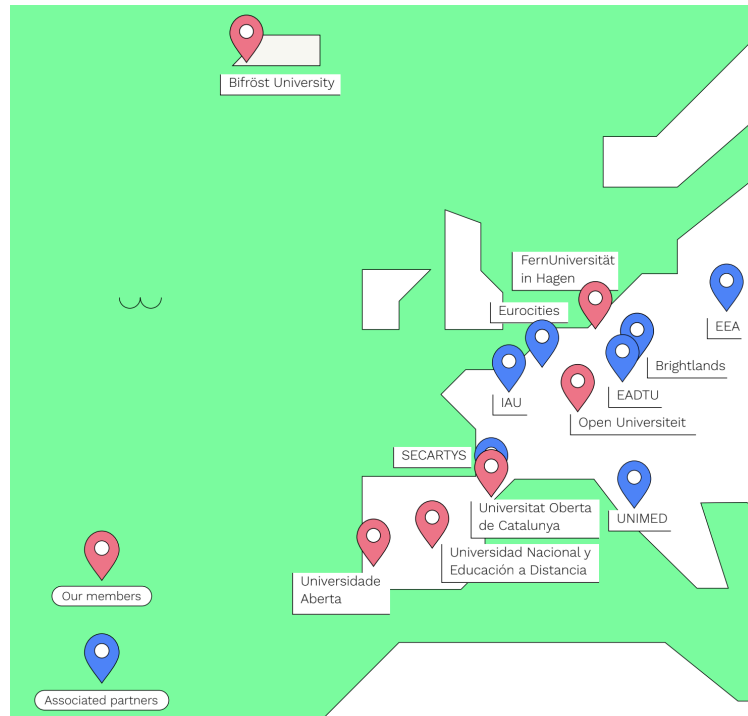 Bifröst University
FernUniversität
in Hagen
Eurocities
EEA
Brightlands
IAU
EADTU
Open Universiteit
SECARTYS
Universitat Oberta
de Catalunya
UNIMED
Universidad Nacional y
Educación a Distancia
Universidade
Aberta
Our members
Associated partners